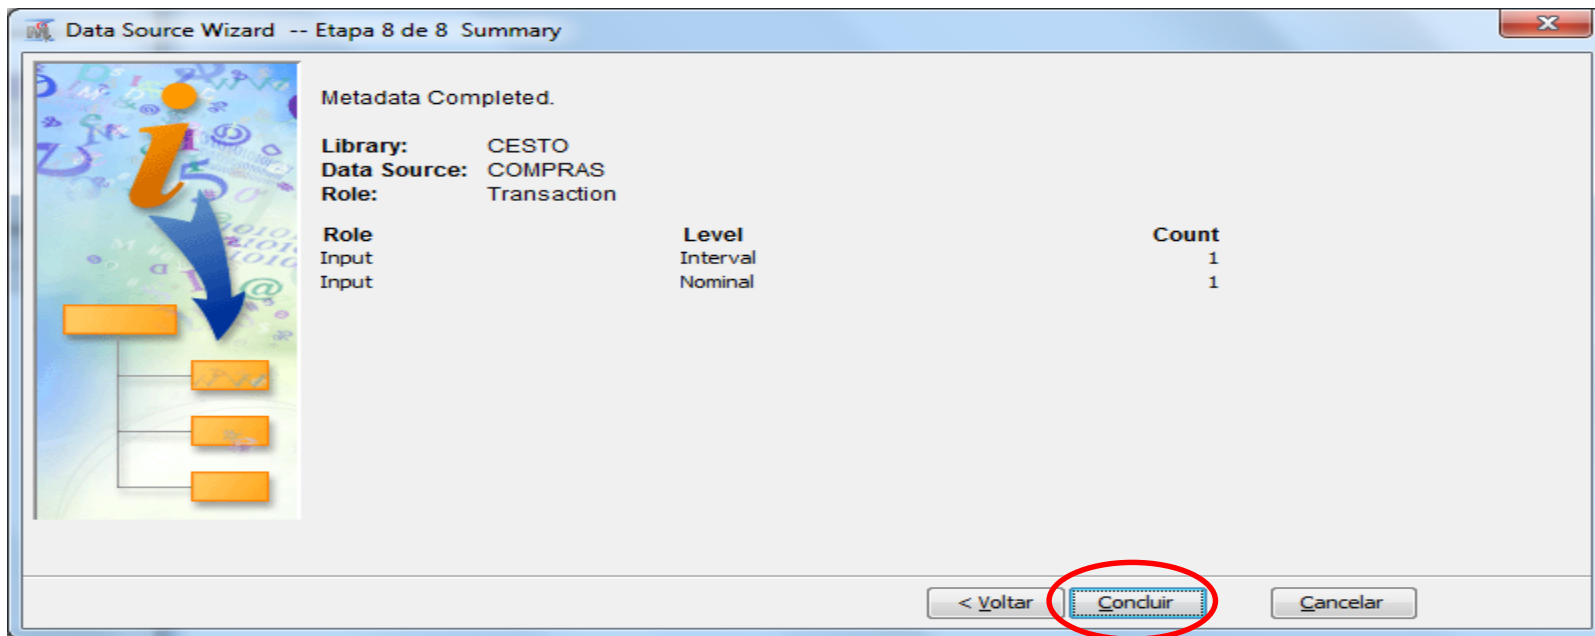 Data Source Wizard -- Etapa 8 de 8 Summary
Metadata Completed.
Library: CESTO
Data Source: COMPRAS
Role: Transaction
Role Level Count
Input Interval 1
Input Nominal 1
< Voltar Concluir Cancelar